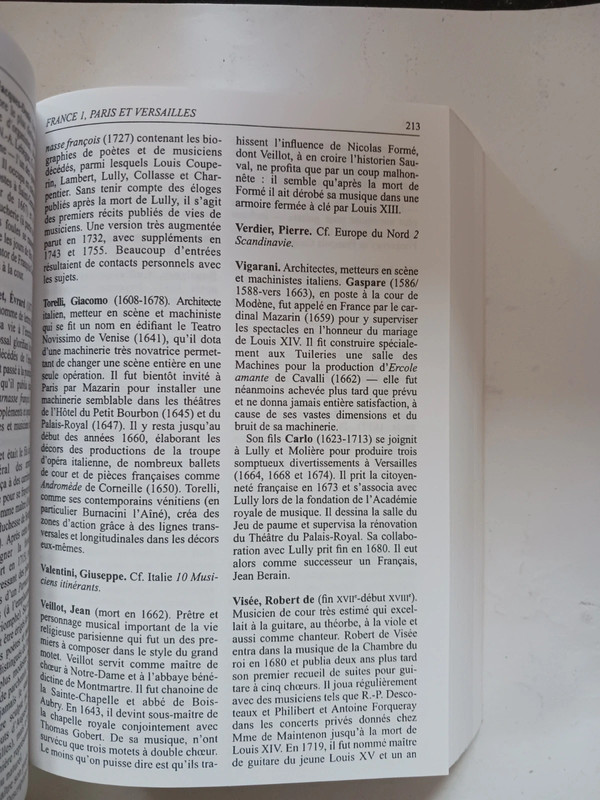 FRANCE 1, PARIS ET VERSAILLES
213
nasse françois (1727) contenant les bio-
graphies de poètes et de musiciens
décédés, parmi lesquels Louis Coupe-
rin, Lambert, Lully, Collasse et Char-
pentier. Sans tenir compte des éloges
publiés après la mort de Lully, il s'agit
des premiers récits publiés de vies de
musiciens. Une version très augmentée
parut en 1732, avec suppléments en
1743 et 1755. Beaucoup d'entrées
résultaient de contacts personnels avec
les sujets.
Torelli, Giacomo (1608-1678). Architecte
italien, metteur en scène et machiniste
qui se fit un nom en édifiant le Teatro
Novissimo de Venise (1641), qu'il dota
d'une machinerie très novatrice permet-
tant de changer une scène entière en une
seule opération. Il fut bientôt invité à
Paris par Mazarin pour installer une
machinerie semblable dans les théâtres
de l'Hôtel du Petit Bourbon (1645) et du
Palais-Royal (1647). Il y resta jusqu'au
début des années 1660, élaborant les
décors des productions de la troupe
d'opéra italienne, de nombreux ballets
de cour et de pièces françaises comme
Andromède de Corneille (1650). Torelli,
comme ses contemporains vénitiens (en
particulier Burnacini l'Aîné), créa des
zones d'action grâce à des lignes trans-
versales et longitudinales dans les décors
eux-mêmes.
Valentini, Giuseppe. Cf. Italie 10 Musi-
ciens itinérants.
Veillot, Jean (mort en 1662). Prêtre et
personnage musical important de la vie
religieuse parisienne qui fut un des pre-
miers à composer dans le style du grand
motet. Veillot servit comme maître de
chœur à Notre-Dame et à l'abbaye béné-
dictine de Montmartre. Il fut chanoine de
la Sainte-Chapelle et abbé de Bois-
Aubry. En 1643, il devint sous-maître de
la chapelle royale conjointement avec
Thomas Gobert. De sa musique, n'ont
survécu que trois motets à double chœur.
Le moins qu'on puisse dire est qu'ils tra-
hissent l'influence de Nicolas Formé,
dont Veillot, à en croire l'historien Sau-
val, ne profita que par un coup malhon-
nête : il semble qu'après la mort de
Formé il ait dérobé sa musique dans une
armoire fermée à clé par Louis XIII.
Verdier, Pierre. Cf. Europe du Nord 2
Scandinavie.
Vigarani. Architectes, metteurs en scène
et machinistes italiens. Gaspare (1586/
1588-vers 1663), en poste à la cour de
Modène, fut appelé en France par le car-
dinal Mazarin (1659) pour y superviser
les spectacles en l'honneur du mariage
de Louis XIV. Il fit construire spéciale-
ment aux Tuileries une salle des
Machines pour la production d'Ercole
amante de Cavalli (1662) — elle fut
néanmoins achevée plus tard que prévu
et ne donna jamais entière satisfaction, à
cause de ses vastes dimensions et du
bruit de sa machinerie.
Son fils Carlo (1623-1713) se joignit
à Lully et Molière pour produire trois
somptueux divertissements à Versailles
(1664, 1668 et 1674). Il prit la citoyen-
neté française en 1673 et s'associa avec
Lully lors de la fondation de l'Académie
royale de musique. Il dessina la salle du
Jeu de paume et supervisa la rénovation
du Théâtre du Palais-Royal. Sa collabo-
ration avec Lully prit fin en 1680. Il eut
alors comme successeur un Français,
Jean Berain.
Visée, Robert de (fin XVIIe-début XVIIIe).
Musicien de cour très estimé qui excel-
lait à la guitare, au théorbe, à la viole et
aussi comme chanteur. Robert de Visée
entra dans la musique de la Chambre du
roi en 1680 et publia deux ans plus tard
son premier recueil de suites pour gui-
tare à cinq chœurs. Il joua régulièrement
avec des musiciens tels que R.-P. Desco-
teaux et Philibert et Antoine Forqueray
dans les concerts privés donnés chez
Mme de Maintenon jusqu'à la mort de
Louis XIV. En 1719, il fut nommé maître
de guitare du jeune Louis XV et un an